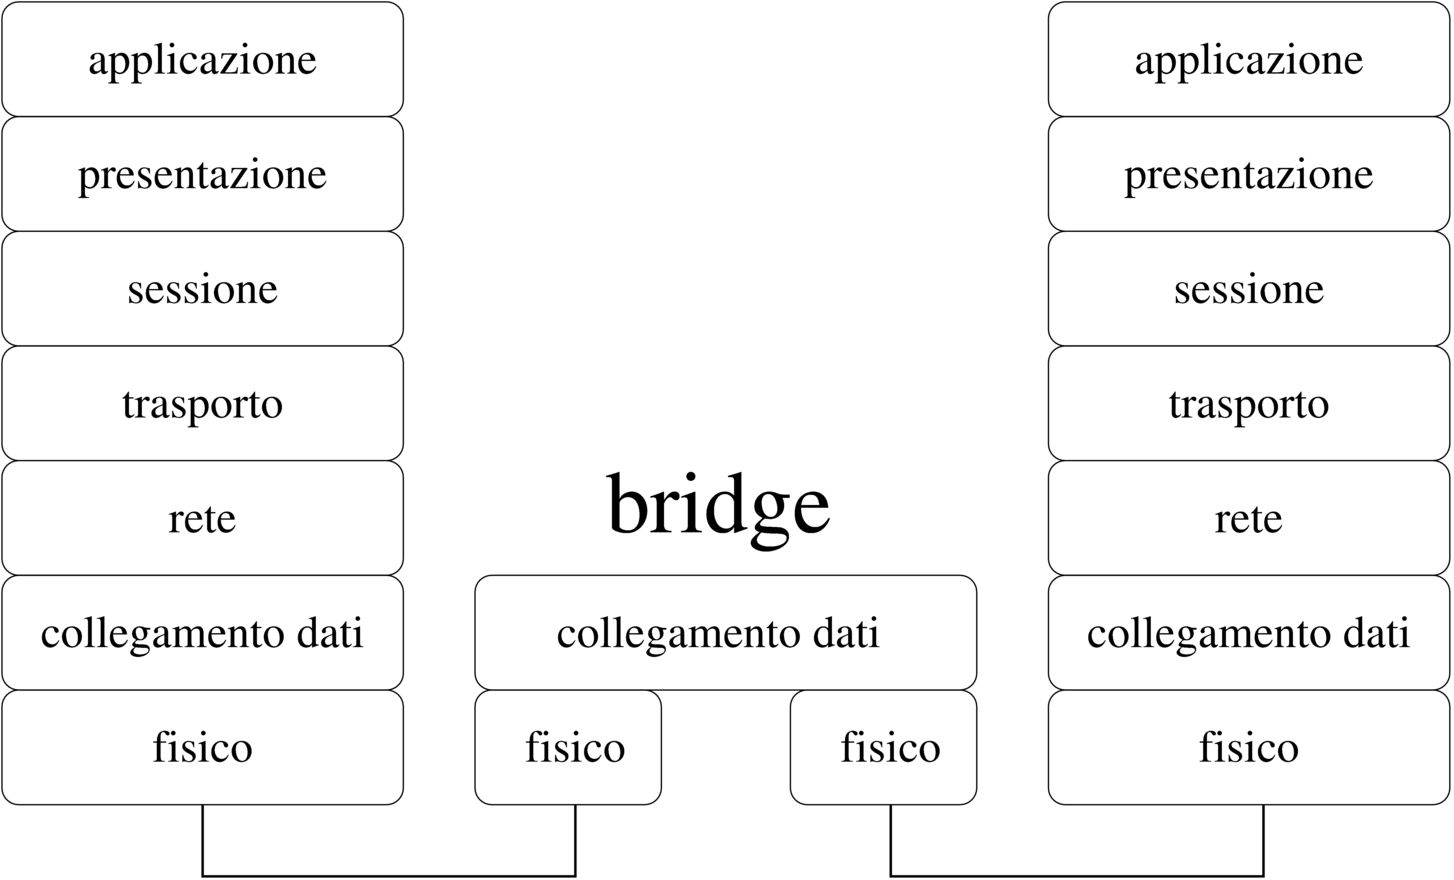 applicazione
presentazione
sessione
trasporto
rete
collegamento dati
fisico
bridge
collegamento dati
fisico
fisico
applicazione
presentazione
sessione
trasporto
rete
collegamento dati
fisico